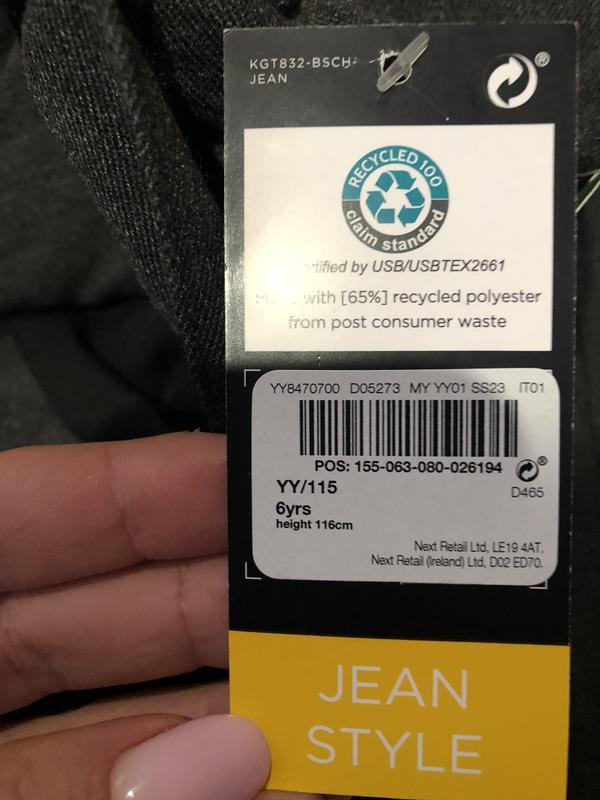 KGT832-BSCH-
JEAN
®
RECYCLED 100
claim standard
by USB/USBTEX2661
with [65%] recycled polyester
from post consumer waste
YY8470700 D05273 MY YY01 SS23 IT01
POS: 155-063-080-026194
®
YY/115
D465
6yrs
height 116cm
Next Retail Ltd, LE19 4AT.
Next Retail (Ireland) Ltd, D02 ED70.
JEAN
STYLE